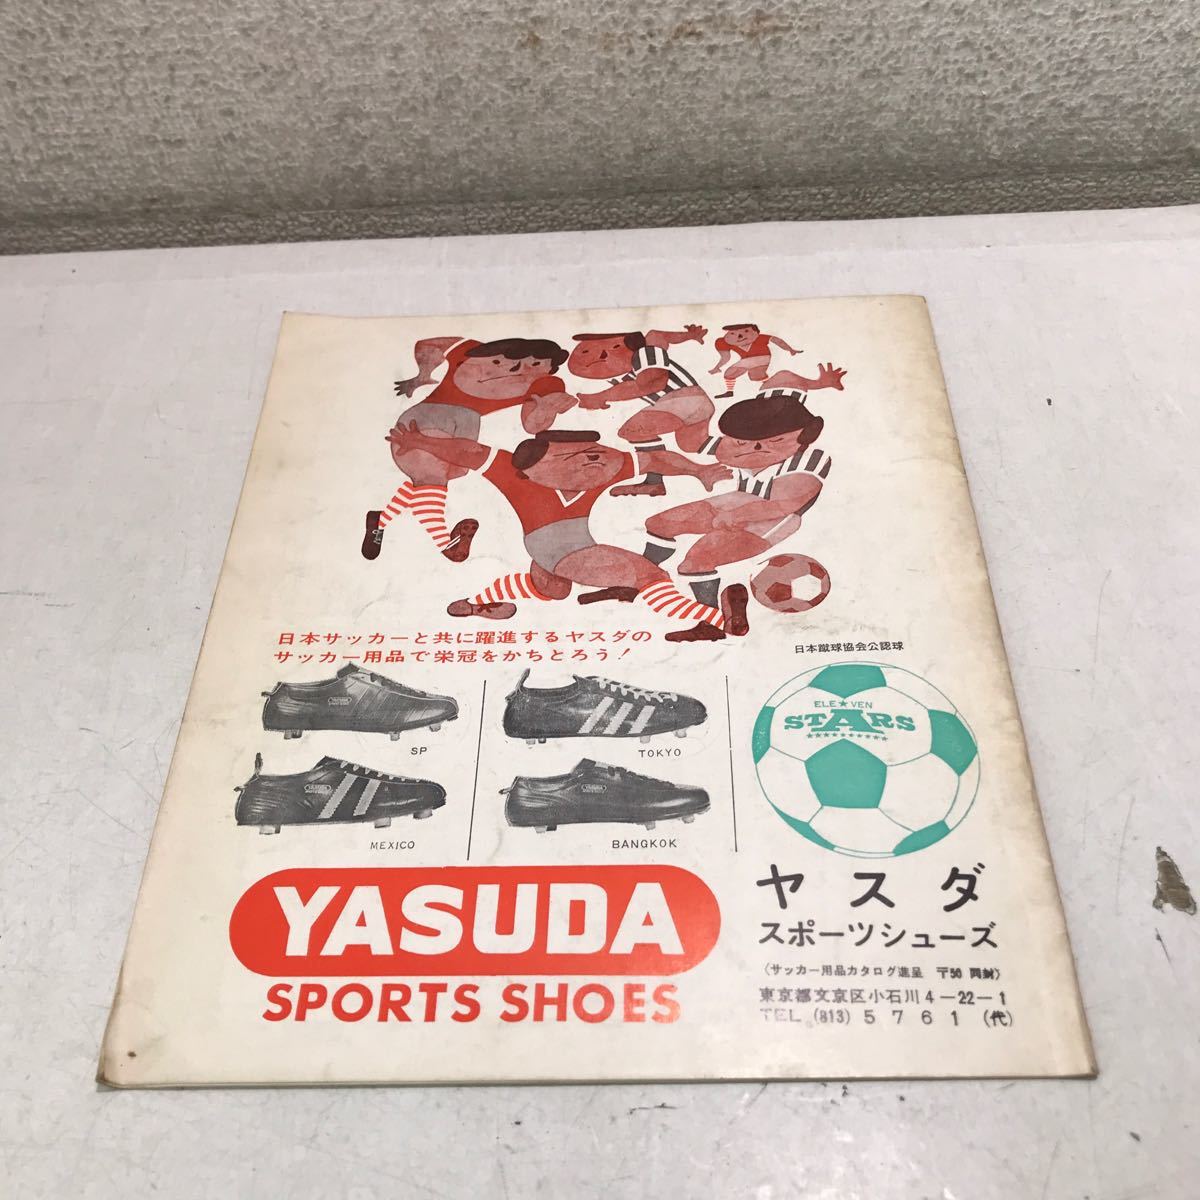 日本サッカーと共に躍進するヤスダの
サッカー用品で栄冠をかちとろう！
日本蹴球協会公認球
ELE★VEN
STARS
★★★★★★★★★★
YASUDA
SP
TOKYO
MEXICO
YASUDA
BANGKOK
YASUDA
SPORTS SHOES
ヤスダ
スポーツシューズ
（サッカー用品カタログ進呈 〒50 同封）
東京都文京区小石川4-22-1
TEL (813) 5761 (代)